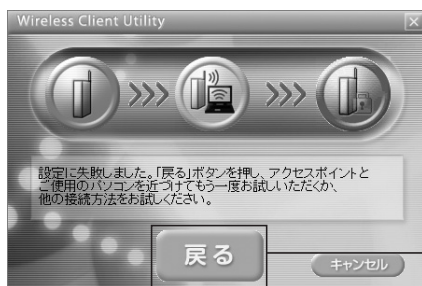 Wireless Client Utility
設定に失敗しました。「戻る」ボタンを押し、アクセスポイントと
ご使用のパソコンを近づけてもう一度お試しいただくか、
他の接続方法をお試しください。
戻る
キャンセル